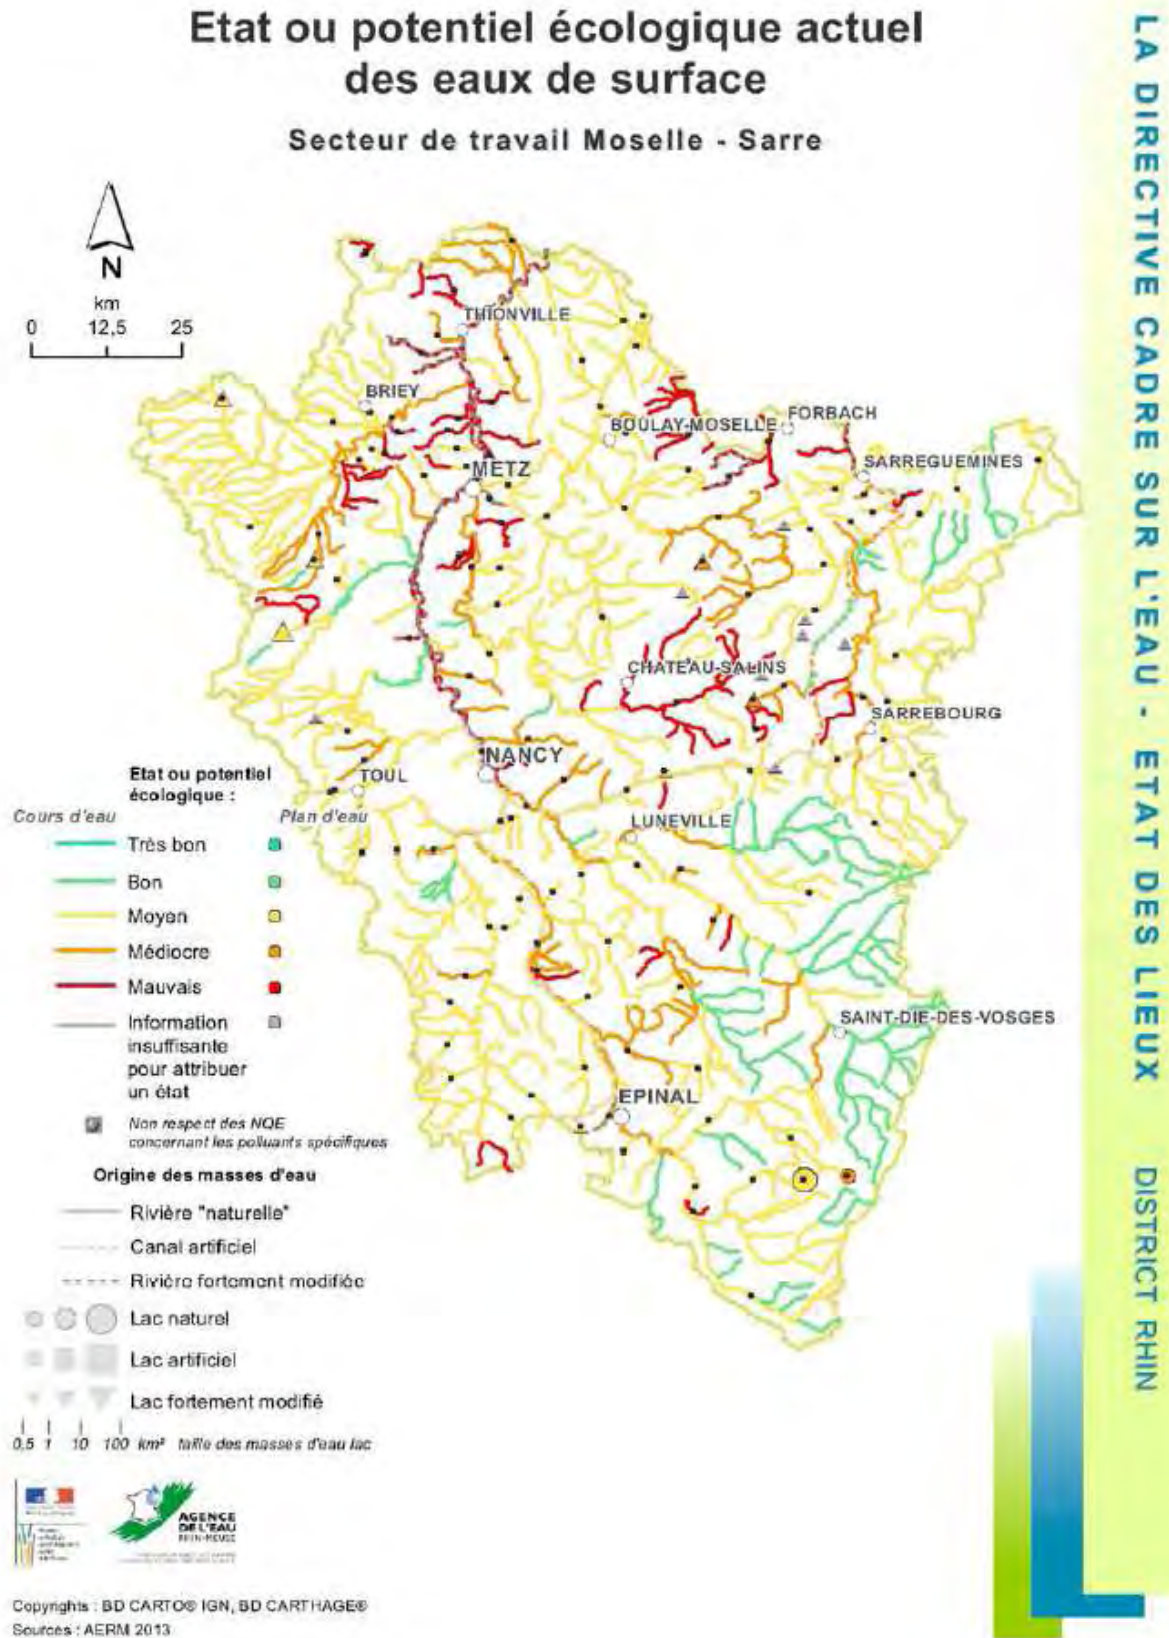 Etat ou potentiel écologique actuel
des eaux de surface
Secteur de travail Moselle - Sarre
LA DIRECTIVE CADRE SUR L'EAU - ETAT DES LIEUX DISTRICT RHIN
N
km
0 12,5 25
THIONVILLE
BRIEY
BOULAY-MOSELLE
FORBACH
SARREGUEMINES
METZ
CHATEAU-SALINS
SARREBOURG
NANCY
TOUL
LUNEVILLE
SAINT-DIE-DES-VOSGES
EPINAL
Etat ou potentiel
écologique :
Cours d'eau Plan d'eau
Très bon
Bon
Moyen
Médiocre
Mauvais
Information
insuffisante
pour attribuer
un état
Non respect des NQE
concernant les polluants spécifiques
Origine des masses d'eau
Rivière "naturelle"
Canal artificiel
Rivière fortement modifiée
Lac naturel
Lac artificiel
Lac fortement modifié
0,5 1 10 100 km² taille des masses d'eau lac
AGENCE
DE L'EAU
RHIN-MEUSE
Copyrights : BD CARTO® IGN, BD CARTHAGE®
Sources : AERM 2013